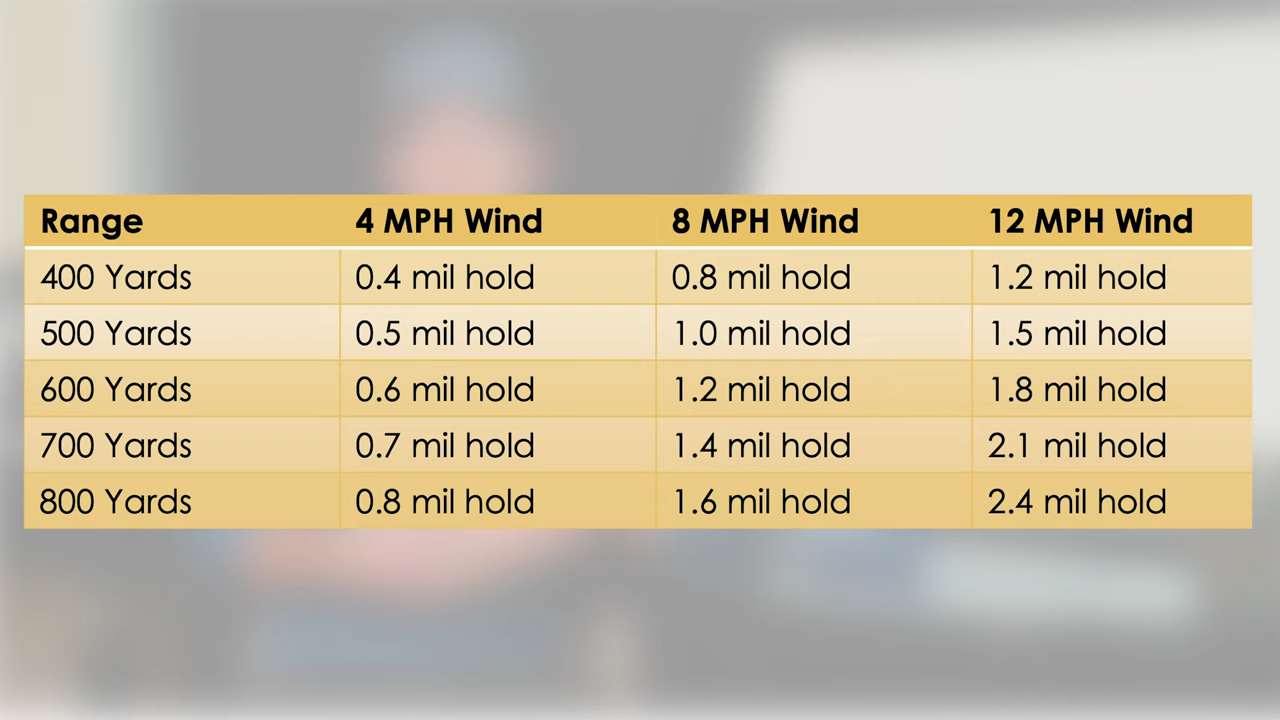 Range 4 MPH Wind 8 MPH Wind 12 MPH Wind
400 Yards 0.4 mil hold 0.8 mil hold 1.2 mil hold
500 Yards 0.5 mil hold 1.0 mil hold 1.5 mil hold
600 Yards 0.6 mil hold 1.2 mil hold 1.8 mil hold
700 Yards 0.7 mil hold 1.4 mil hold 2.1 mil hold
800 Yards 0.8 mil hold 1.6 mil hold 2.4 mil hold